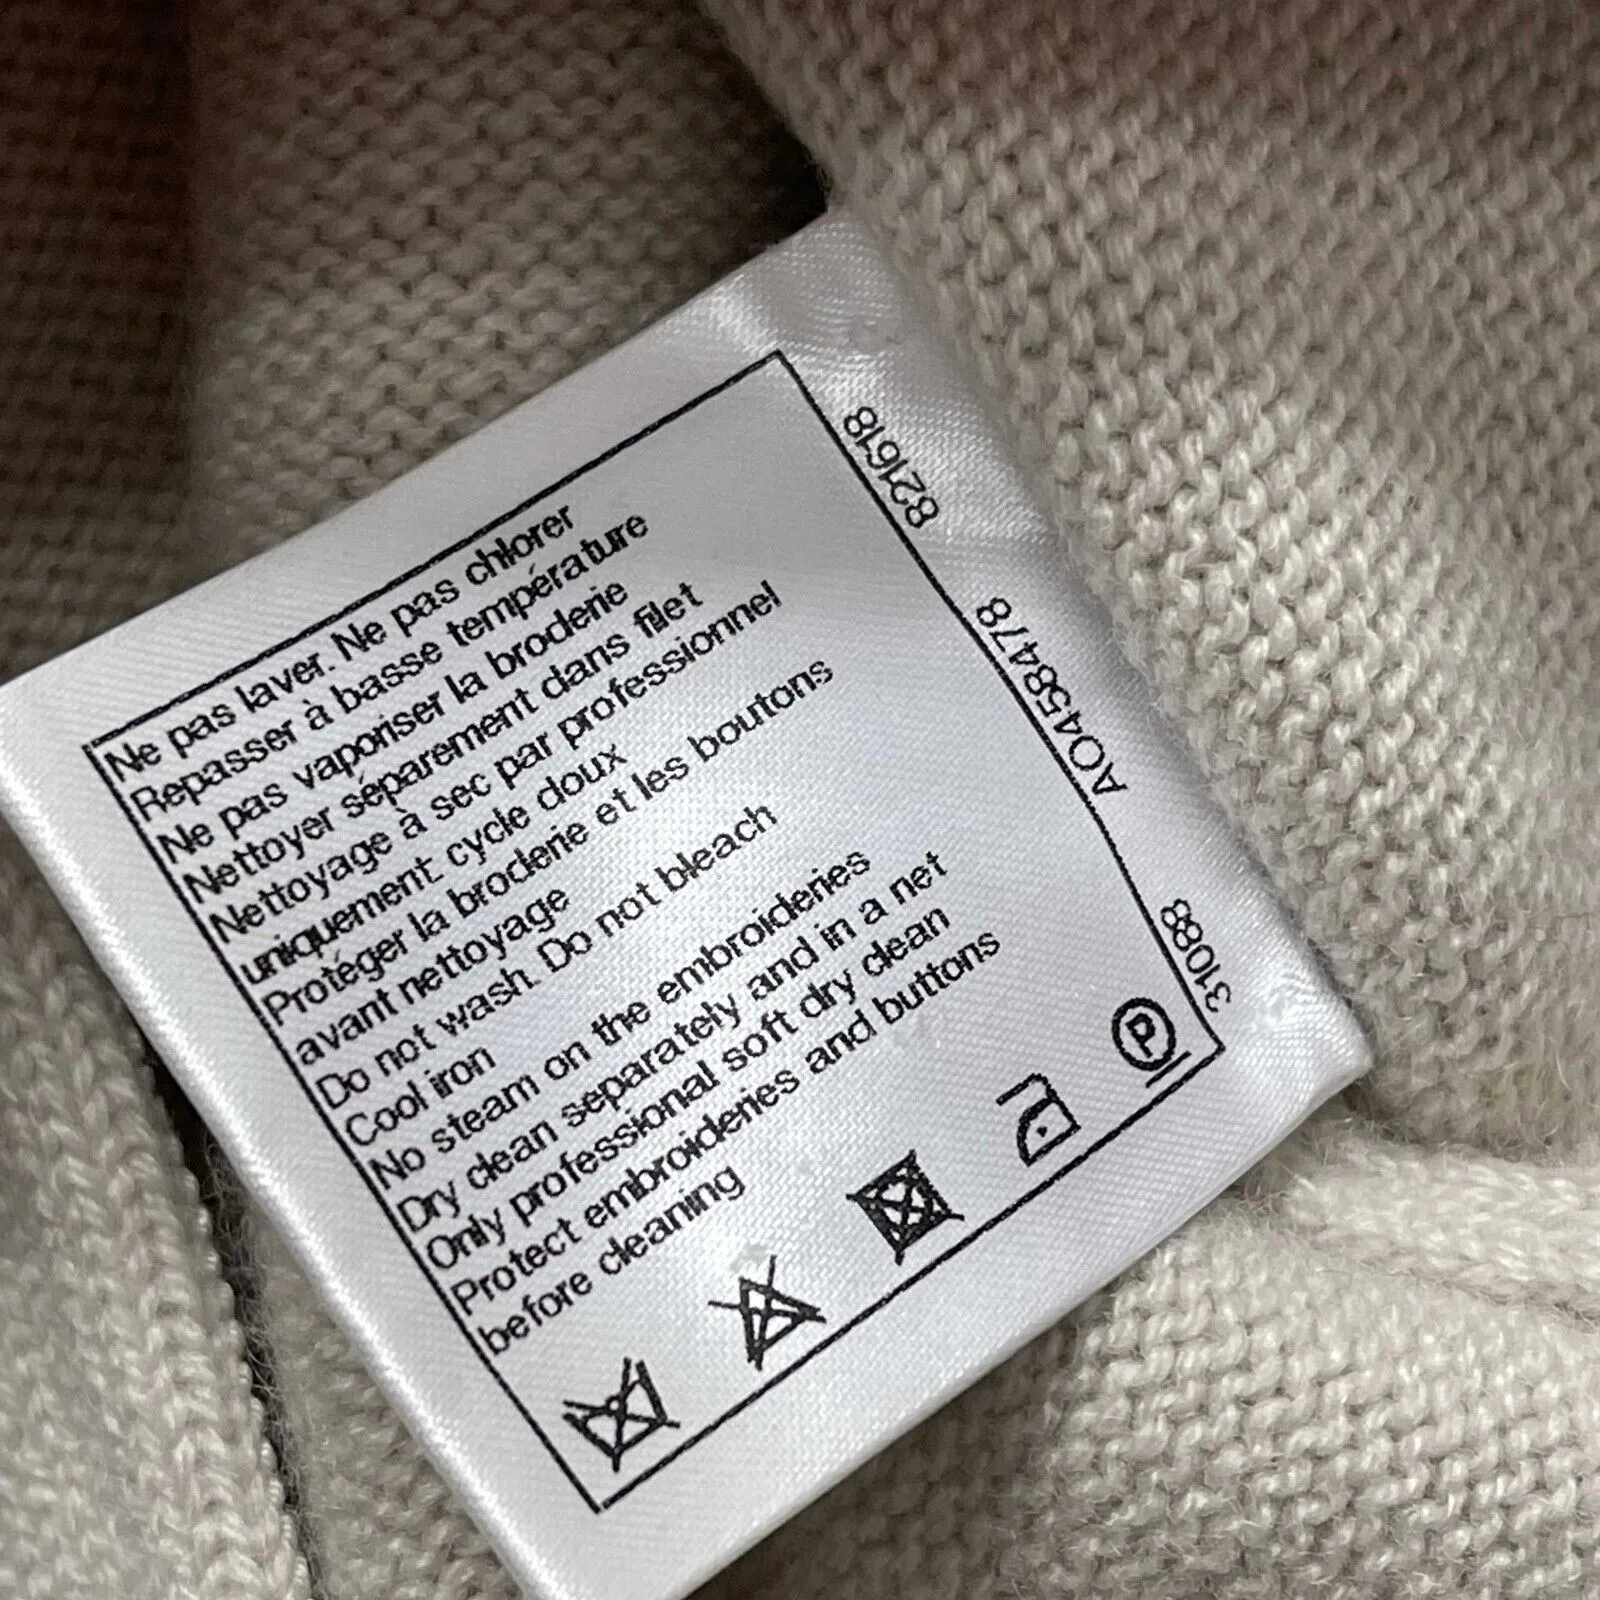 Ne pas laver. Ne pas chlorer
Repasser à basse température
Ne pas vaporiser la broderie
Nettoyer séparement dans filet
Nettoyage à sec par professionnel
uniquement. cycle doux
Protéger la broderie et les boutons
avant nettoyage
Do not wash. Do not bleach
Cool iron
No steam on the embroideries
Dry clean separately and in a net
Only professional soft dry clean
Protect embroideries and buttons
before cleaning
P
821618
AO458478
31088